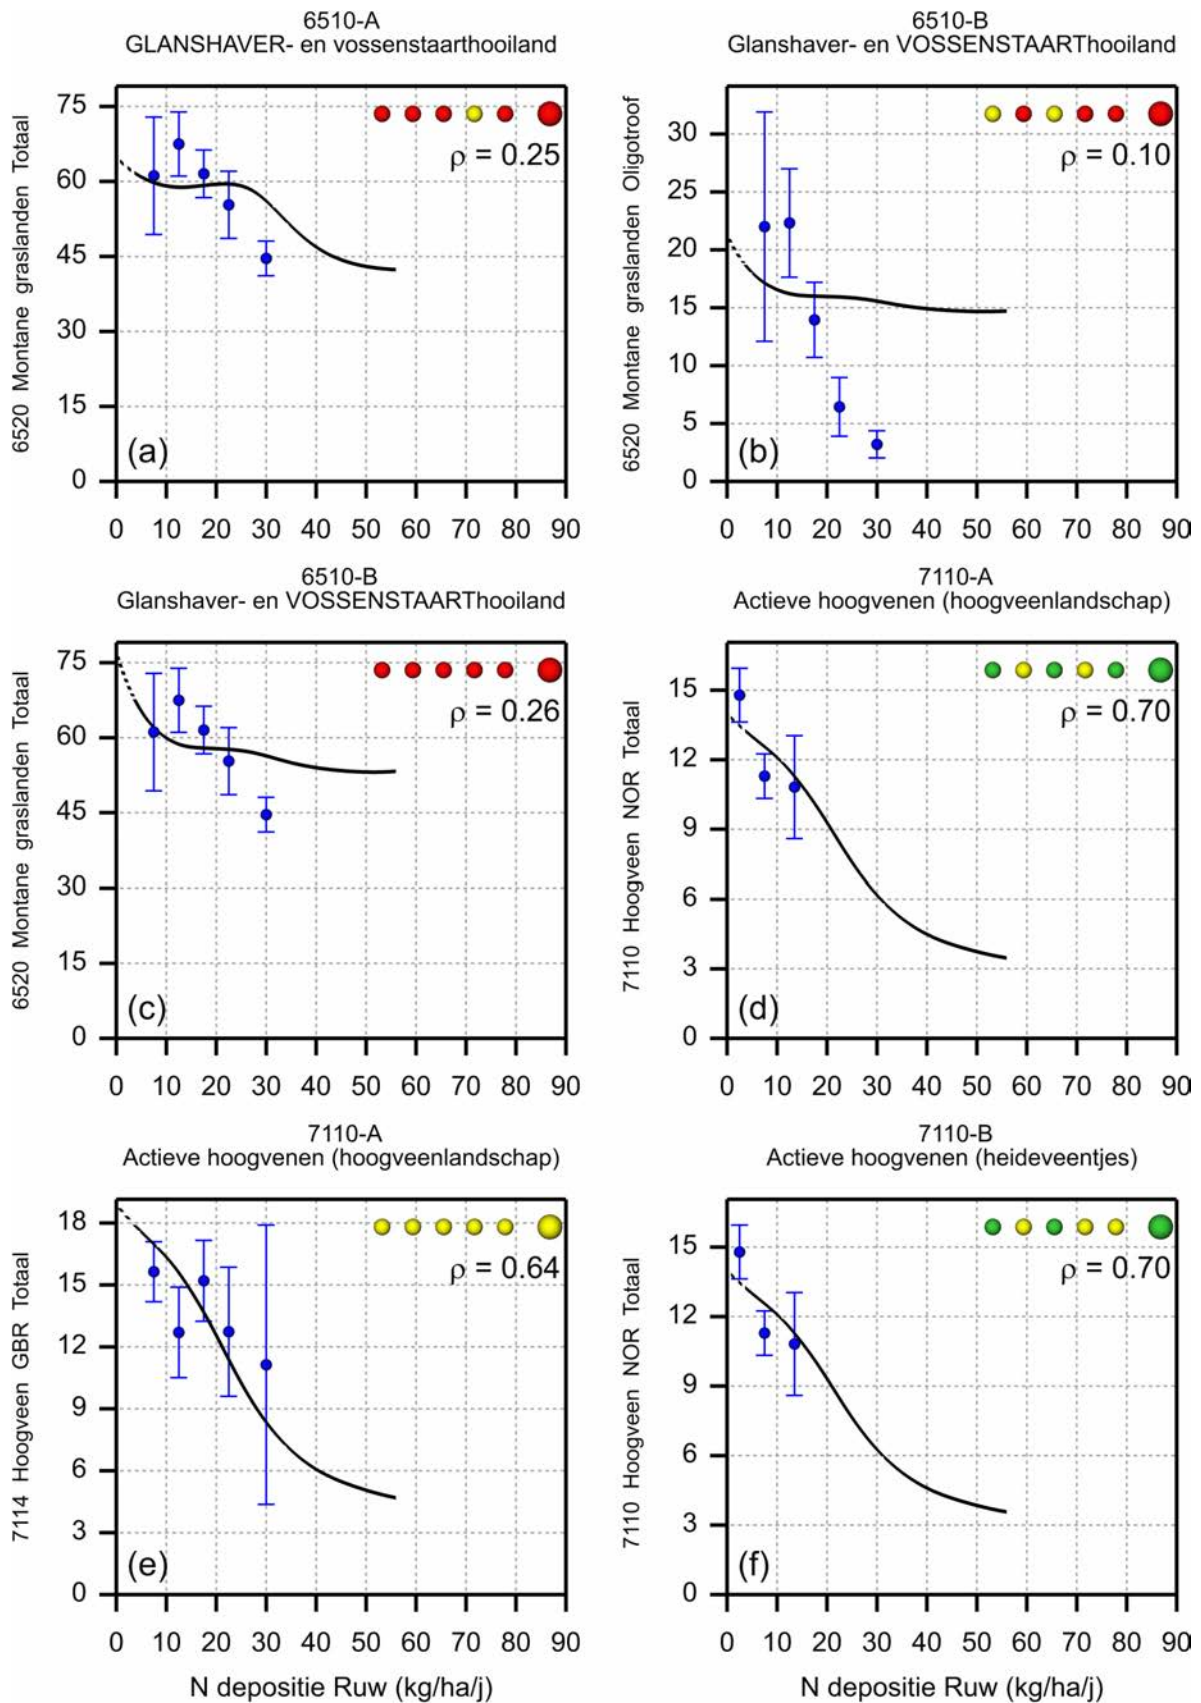 6510-A
GLANSHAVER- en vossenstaarthooiland
6520 Montane graslanden Totaal
75
60
45
30
15
0
ρ = 0.25
(a)
0 10 20 30 40 50 60 70 80 90
6510-B
Glanshaver- en VOSSENSTAARThooiland
6520 Montane graslanden Oligotroof
30
25
20
15
10
5
0
ρ = 0.10
(b)
0 10 20 30 40 50 60 70 80 90
6510-B
Glanshaver- en VOSSENSTAARThooiland
6520 Montane graslanden Totaal
75
60
45
30
15
0
ρ = 0.26
(c)
0 10 20 30 40 50 60 70 80 90
7110-A
Actieve hoogvenen (hoogveenlandschap)
7110 Hoogveen NOR Totaal
15
12
9
6
3
0
ρ = 0.70
(d)
0 10 20 30 40 50 60 70 80 90
7110-A
Actieve hoogvenen (hoogveenlandschap)
7114 Hoogveen GBR Totaal
18
15
12
9
6
3
0
ρ = 0.64
(e)
0 10 20 30 40 50 60 70 80 90
N depositie Ruw (kg/ha/j)
7110-B
Actieve hoogvenen (heideveentjes)
7110 Hoogveen NOR Totaal
15
12
9
6
3
0
ρ = 0.70
(f)
0 10 20 30 40 50 60 70 80 90
N depositie Ruw (kg/ha/j)